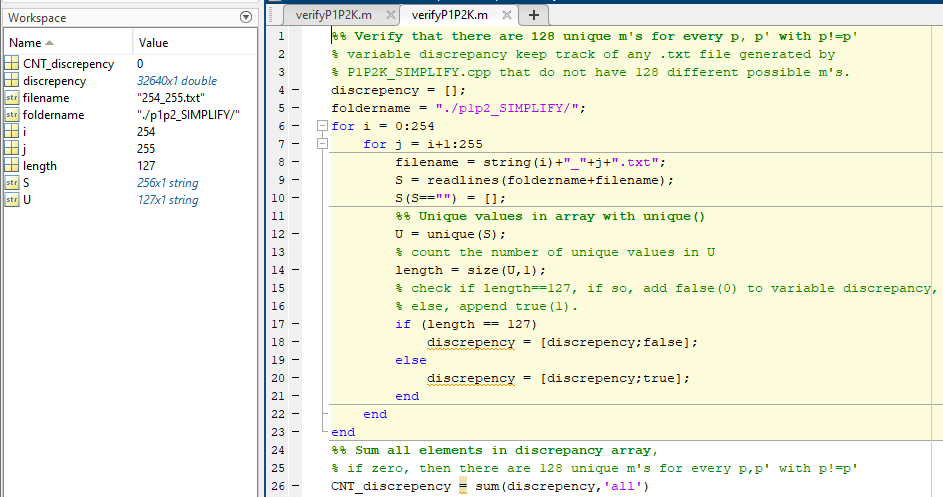 Workspace
Name Value
CNT_discrepency 0
discrepency 32640x1 double
filename "254_255.txt"
foldername "./p1p2_SIMPLIFY/"
i 254
j 255
length 127
str S 256x1 string
str U 127x1 string
verifyP1P2K.m × verifyP1P2K.m × +
1 %% Verify that there are 128 unique m's for every p, p' with p!=p'
2 % variable discrepancy keep track of any .txt file generated by
3 % P1P2K_SIMPLIFY.cpp that do not have 128 different possible m's.
4 discrepency = [];
5 foldername = "./p1p2_SIMPLIFY/";
6 for i = 0:254
7 for j = i+1:255
8 filename = string(i)+"_"+j+".txt";
9 S = readlines(foldername+filename);
10 S(S=="") = [];
11 %% Unique values in array with unique()
12 U = unique(S);
13 % count the number of unique values in U
14 length = size(U,1);
15 % check if length==127, if so, add false(0) to variable discrepancy,
16 % else, append true(1).
17 if (length == 127)
18 discrepency = [discrepency;false];
19 else
20 discrepency = [discrepency;true];
21 end
22 end
23 end
24 %% Sum all elements in discrepancy array,
25 % if zero, then there are 128 unique m's for every p,p' with p!=p'
26 CNT_discrepency = sum(discrepency,'all')